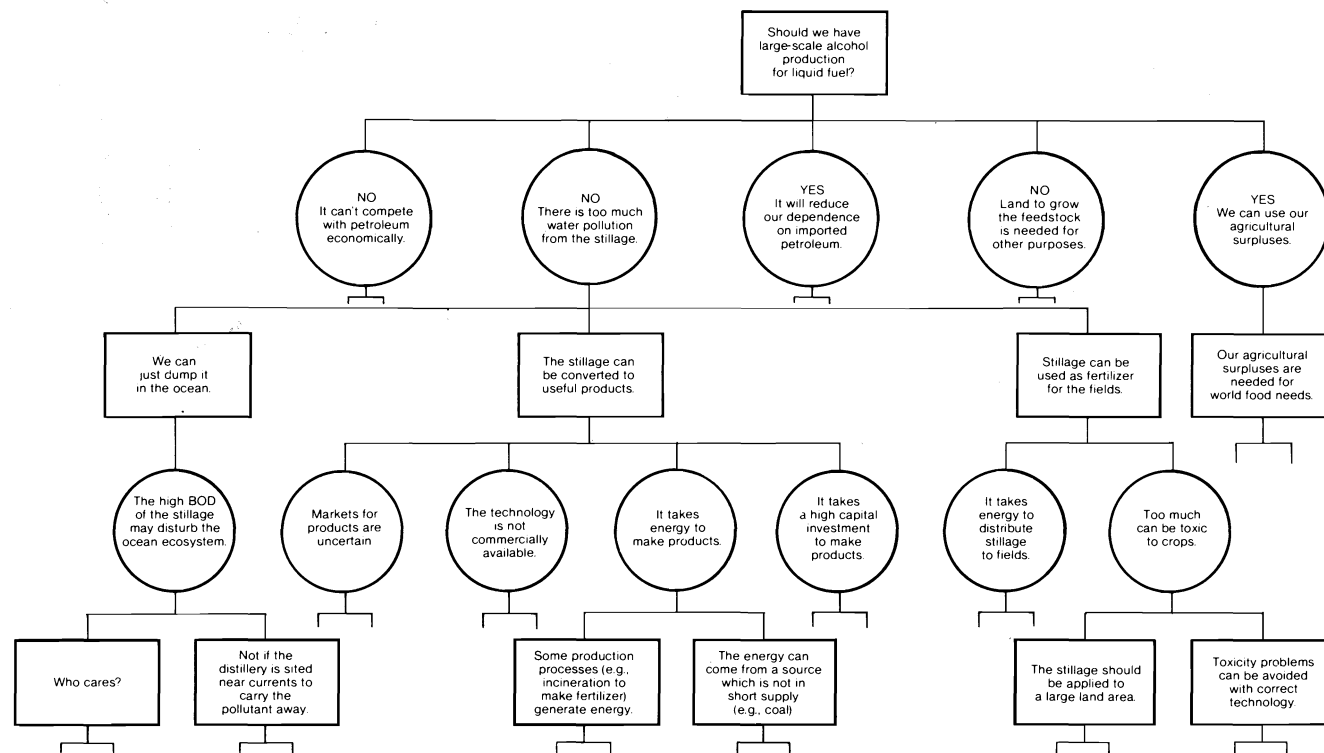 Should we have
large-scale alcohol
production
for liquid fuel?
NO
It can't compete
with petroleum
economically.
NO
There is too much
water pollution
from the stillage.
YES
It will reduce
our dependence
on imported
petroleum.
NO
Land to grow
the feedstock
is needed for
other purposes.
YES
We can use our
agricultural
surpluses.
We can
just dump it
in the ocean.
The stillage can
be converted to
useful products.
Stillage can be
used as fertilizer
for the fields.
Our agricultural
surpluses are
needed for
world food needs.
The high BOD
of the stillage
may disturb the
ocean ecosystem.
Markets for
products are
uncertain
The technology
is not
commercially
available.
It takes
energy to
make products.
It takes
a high capital
investment
to make
products.
It takes
energy to
distribute
stillage
to fields.
Too much
can be toxic
to crops.
Who cares?
Not if the
distillery is sited
near currents to
carry the
pollutant away.
Some production
processes (e.g.,
incineration to
make fertilizer)
generate energy.
The energy can
come from a source
which is not in
short supply
(e.g., coal)
The stillage should
be applied to
a large land area.
Toxicity problems
can be avoided
with correct
technology.